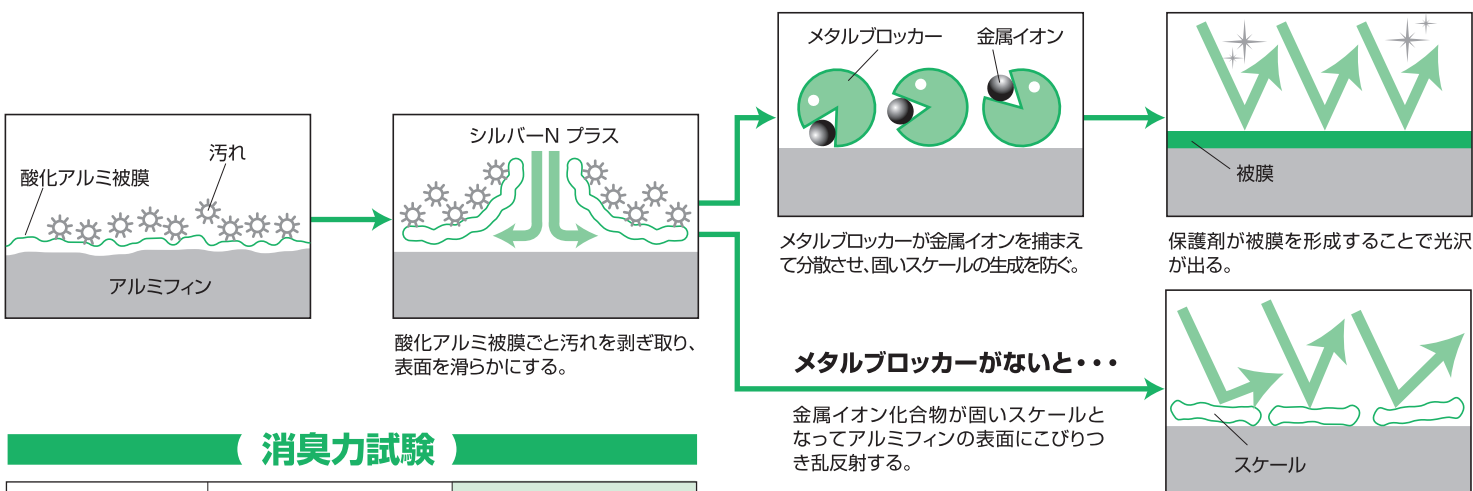 汚れ
酸化アルミ被膜
アルミフィン
シルバーN プラス
酸化アルミ被膜ごと汚れを剥ぎ取り、
表面を滑らかにする。
メタルブロッカー
金属イオン
メタルブロッカーが金属イオンを捕まえ
て分散させ、固いスケールの生成を防ぐ。
被膜
保護剤が被膜を形成することで光沢
が出る。
メタルブロッカーがないと・・・
金属イオン化合物が固いスケールと
なってアルミフィンの表面にこびりつ
き乱反射する。
スケール
消臭力試験